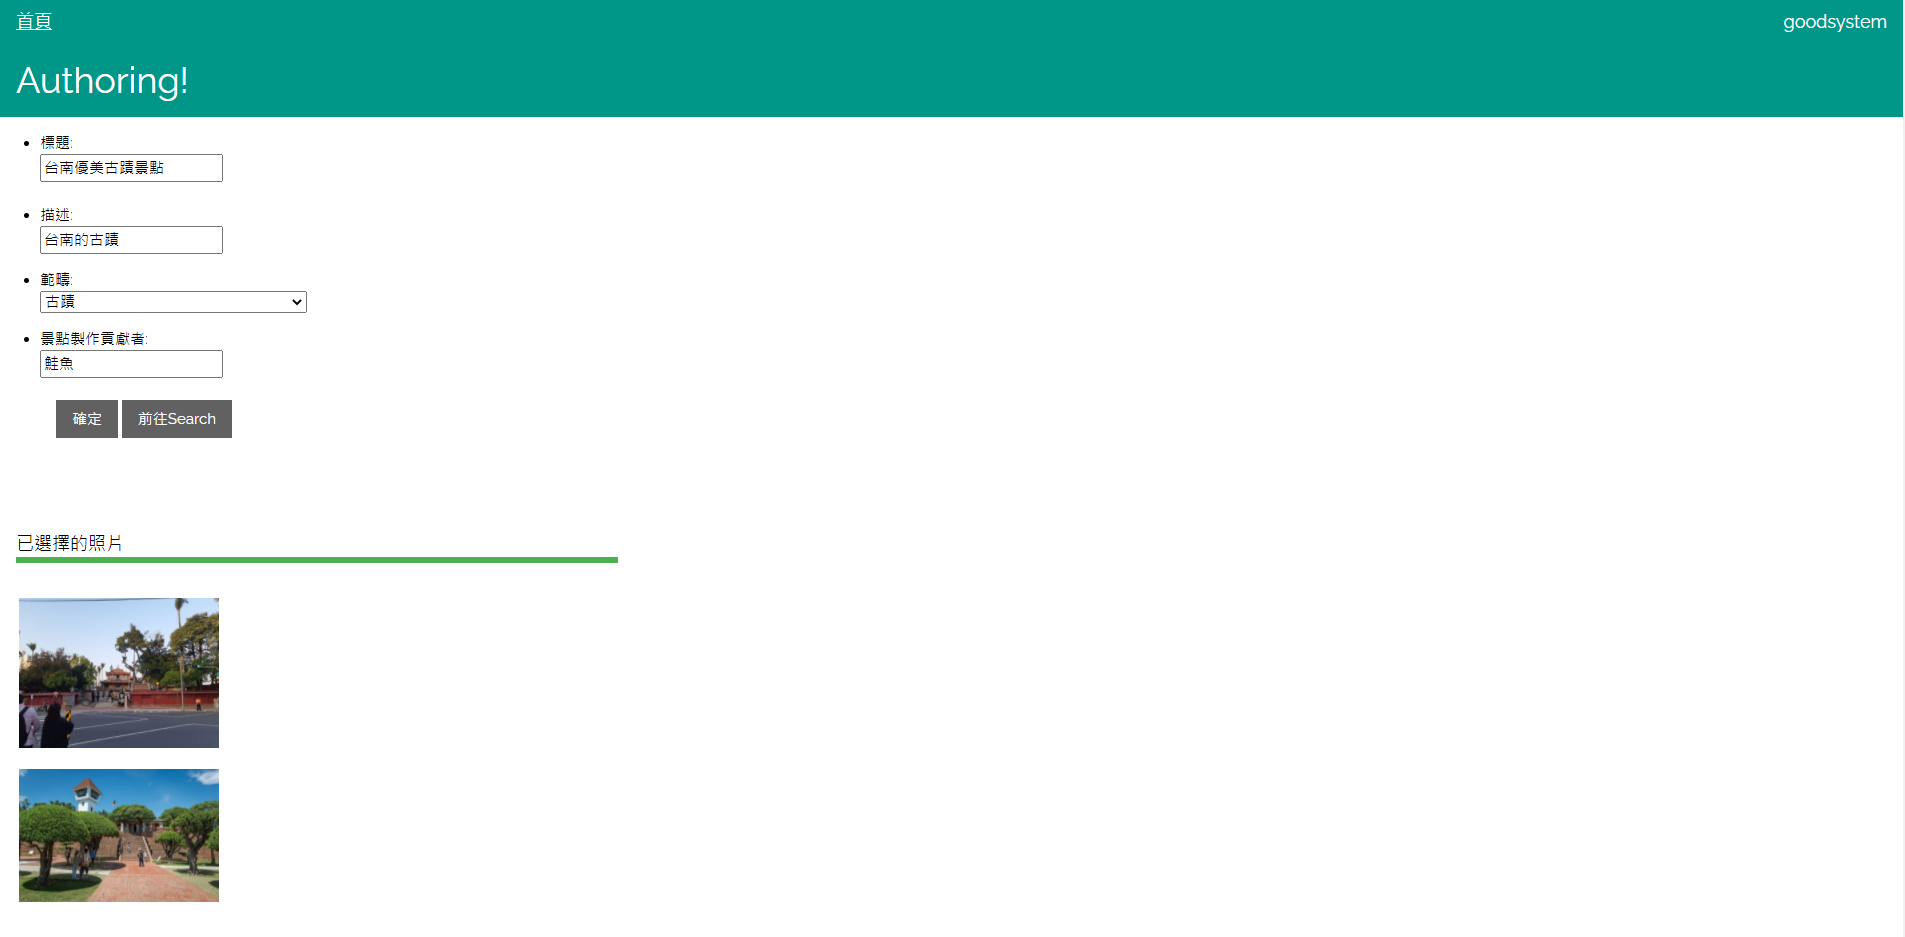 首頁
goodsystem
Authoring!
標題:
台南優美古蹟景點
描述:
台南的古蹟
範疇:
古蹟
景點製作貢獻者:
鮭魚
確定
前往Search
已選擇的照片